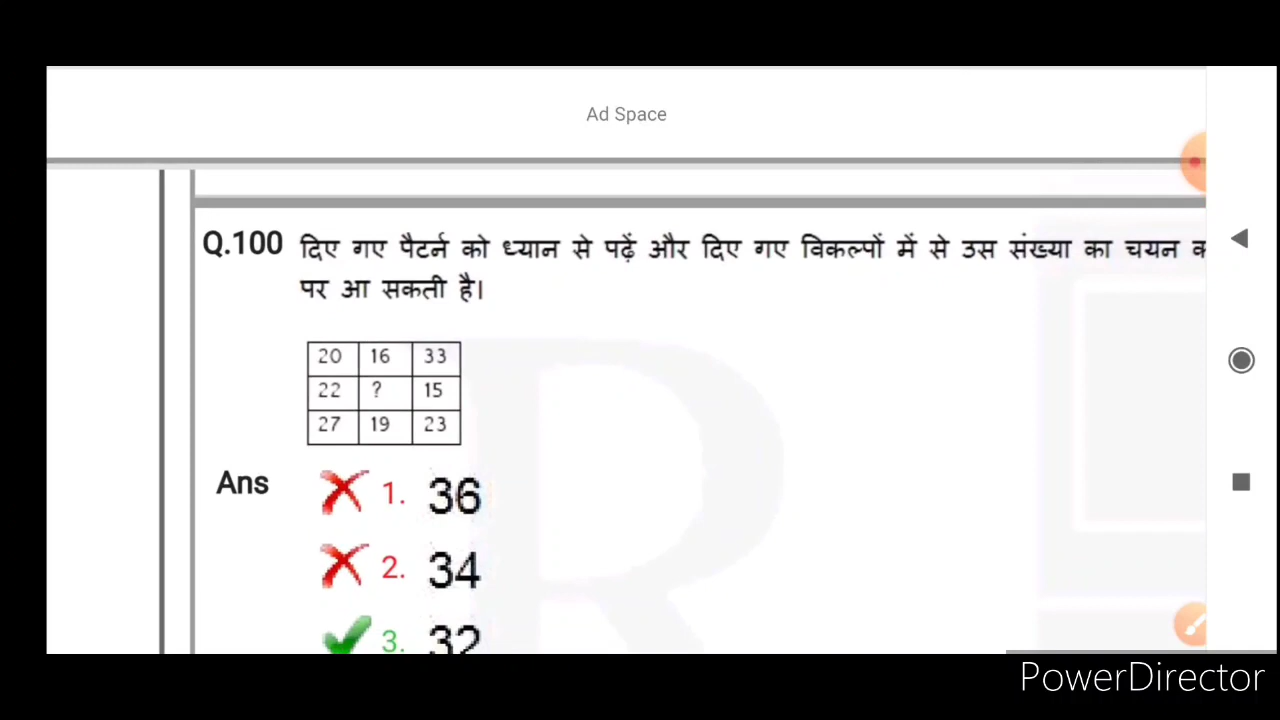 Ad Space
Q.100 दिए गए पैटर्न को ध्यान से पढ़ें और दिए गए विकल्पों में से उस संख्या का चयन
पर आ सकती है।
20 16 33
22 ? 15
27 19 23
Ans 1. 36
2. 34
3. 32
PowerDirector